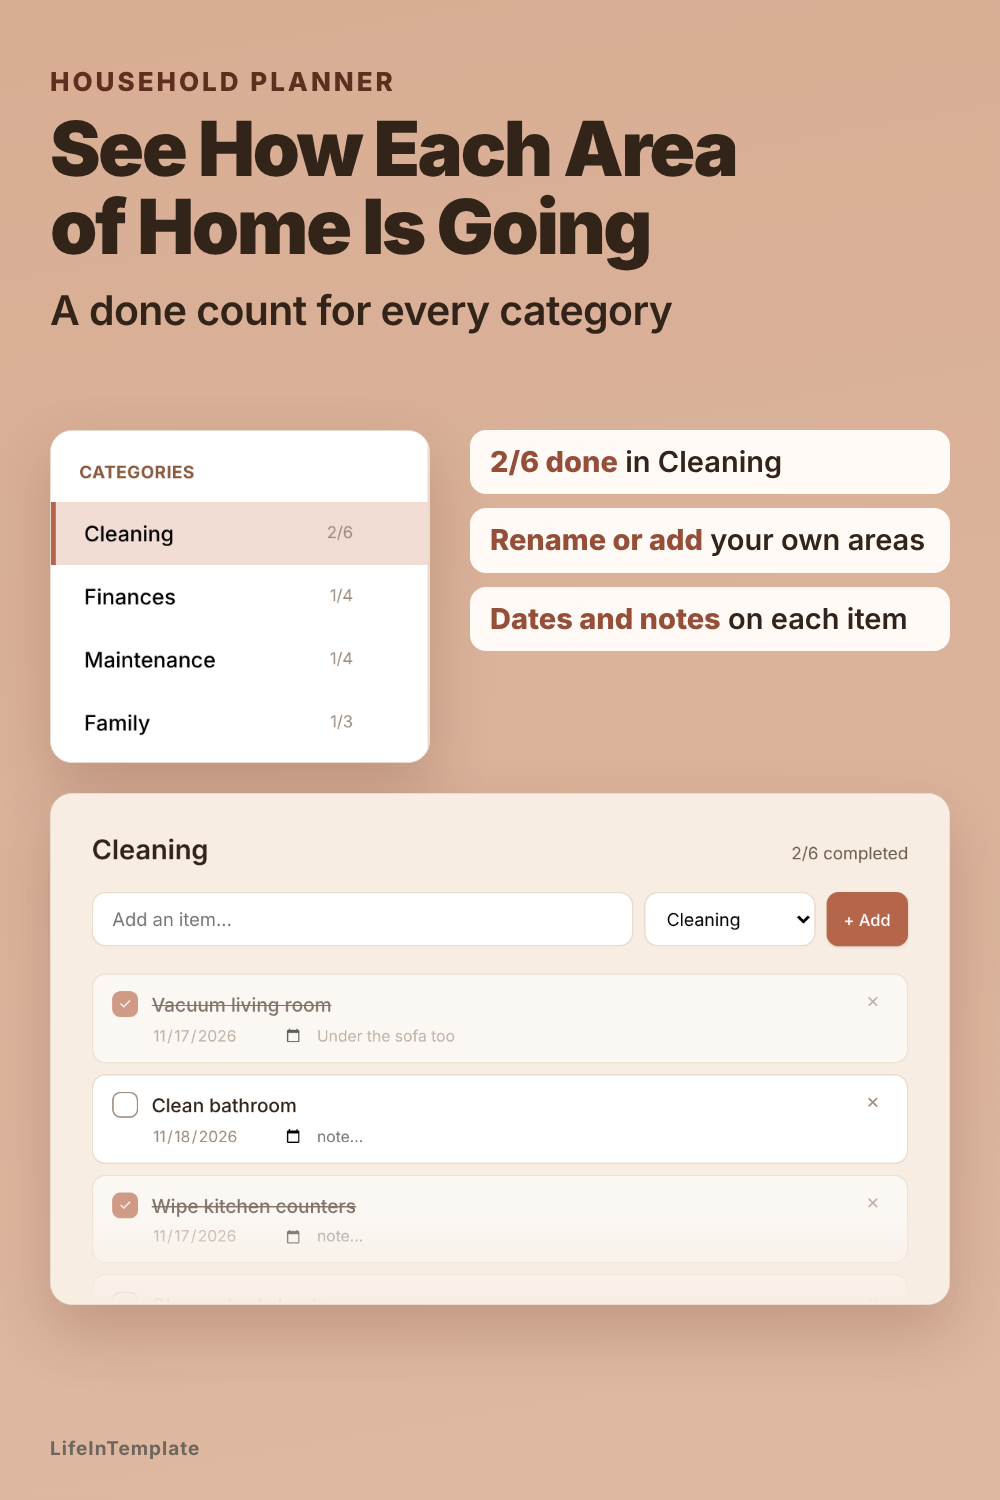 HOUSEHOLD PLANNER
See How Each Area
of Home Is Going
A done count for every category
CATEGORIES
Cleaning 2/6
Finances 1/4
Maintenance 1/4
Family 1/3
2/6 done in Cleaning
Rename or add your own areas
Dates and notes on each item
Cleaning 2/6 completed
Add an item... Cleaning + Add
Vacuum living room
11/17/2026 Under the sofa too
Clean bathroom
11/18/2026 note...
Wipe kitchen counters
11/17/2026 note...
LifeInTemplate